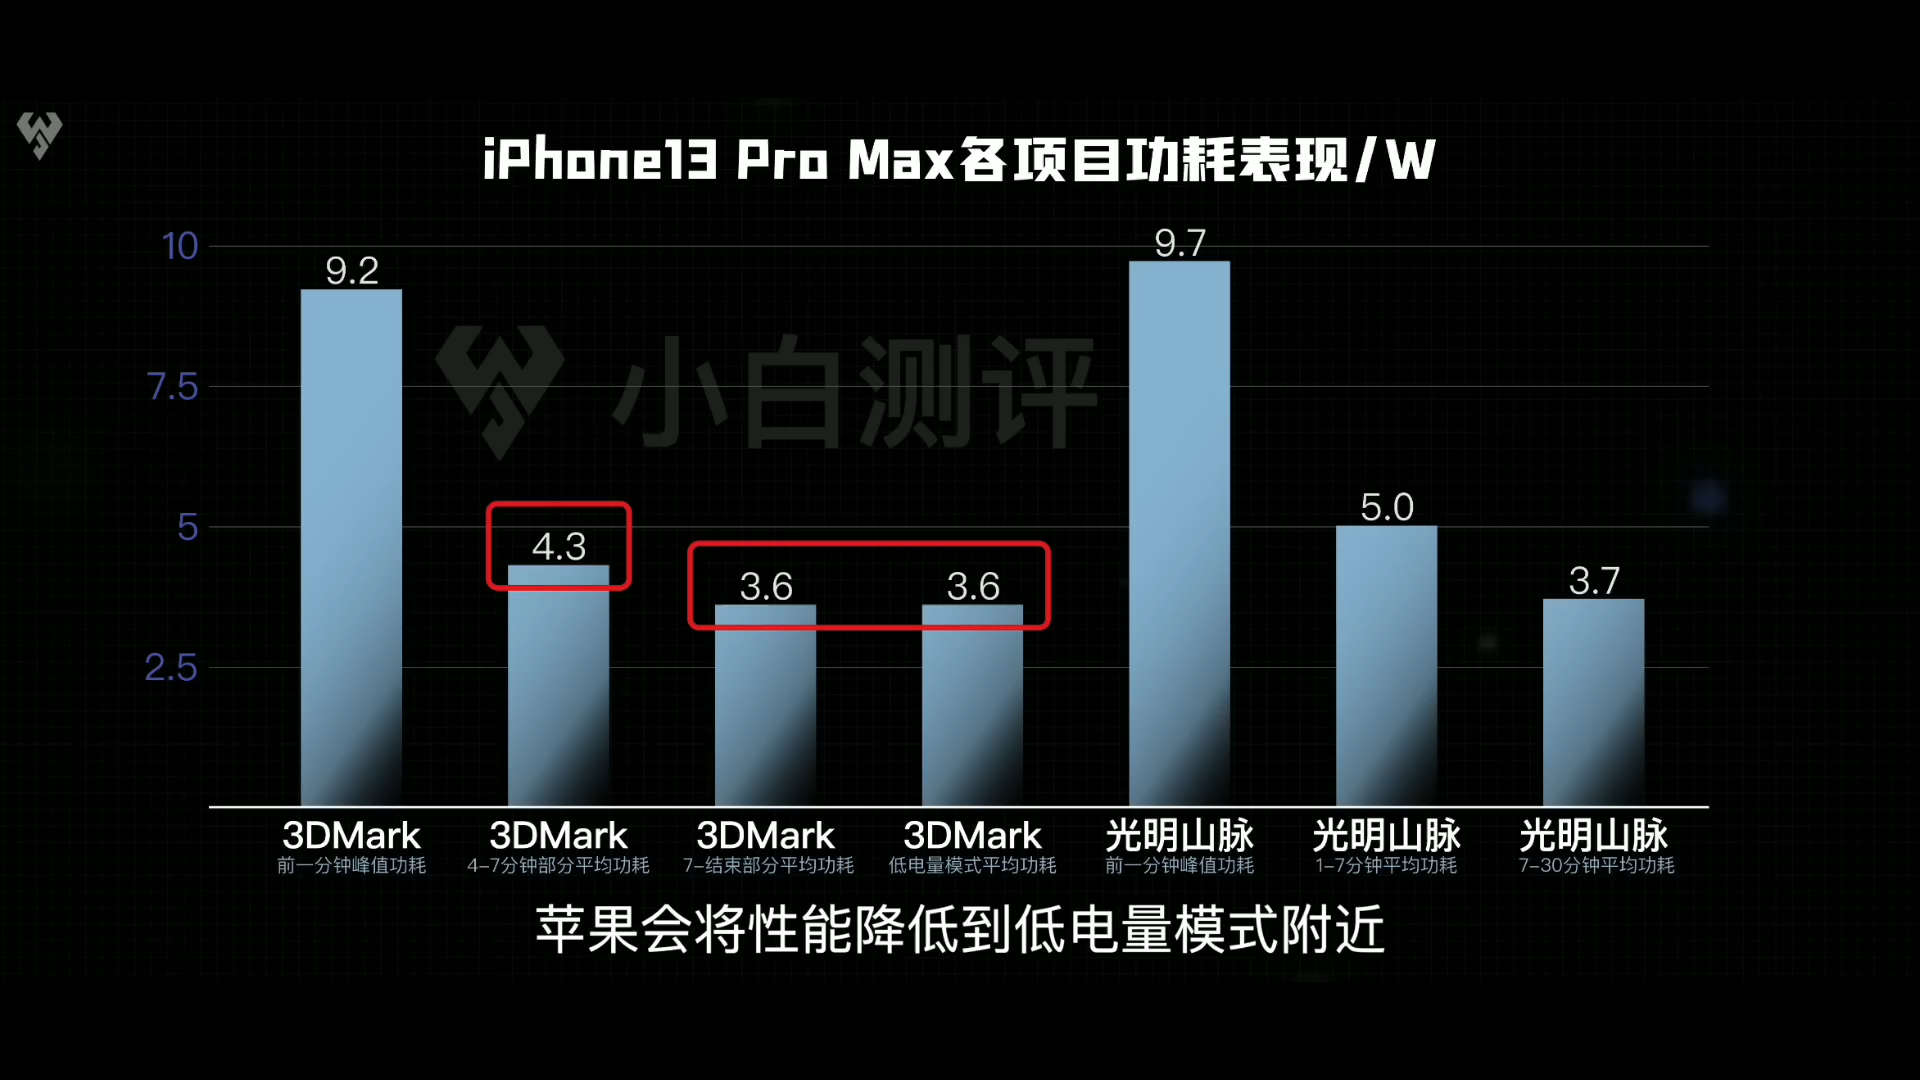 iPhone13 Pro Max各项目功耗表现/W
小白测评
10
7.5
5
2.5
9.2
4.3
3.6
3.6
9.7
5.0
3.7
3DMark
前一分钟峰值功耗
3DMark
4-7分钟部分平均功耗
3DMark
7-结束部分平均功耗
3DMark
低电量模式平均功耗
光明山脉
前一分钟峰值功耗
光明山脉
1-7分钟平均功耗
光明山脉
7-30分钟平均功耗
苹果会将性能降低到低电量模式附近